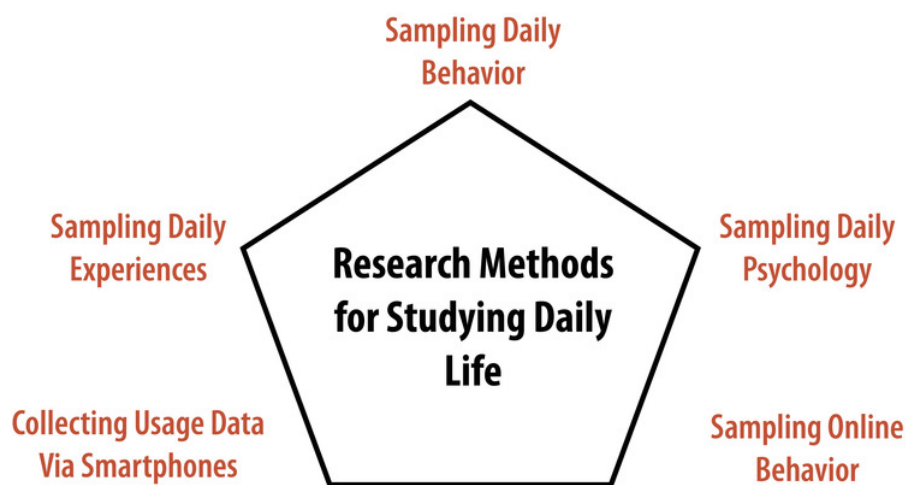 Sampling Daily
Behavior
Sampling Daily
Experiences
Research Methods
for Studying Daily
Life
Sampling Daily
Psychology
Collecting Usage Data
Via Smartphones
Sampling Online
Behavior